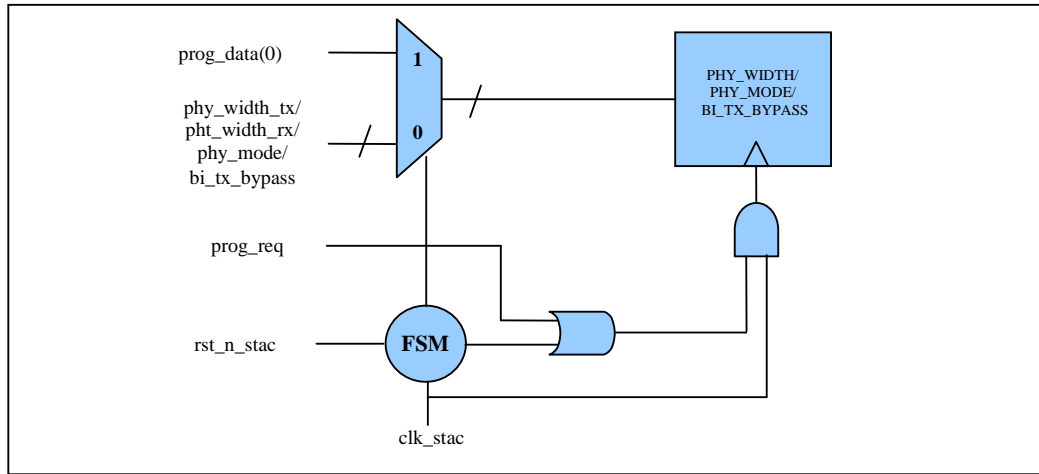 prog_data(0)
1
phy_width_tx/
pht_width_rx/
phy_mode/
bi_tx_bypass
0
PHY_WIDTH/
PHY_MODE/
BI_TX_BYPASS
prog_req
rst_n_stac
FSM
clk_stac